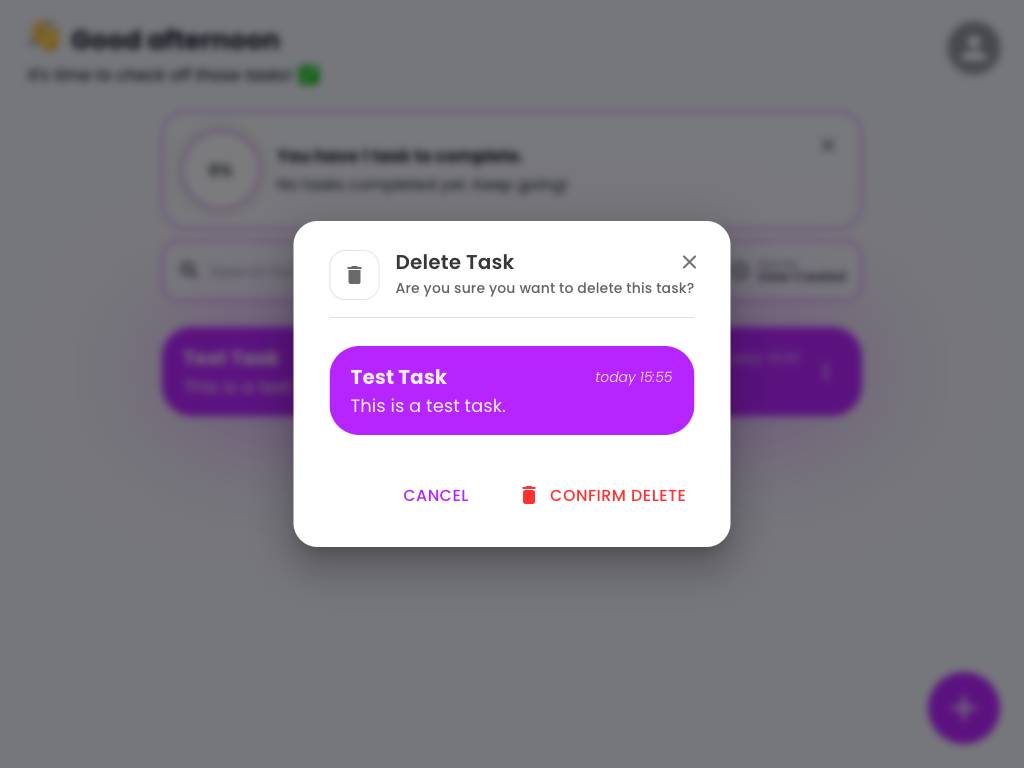 Good afternoon
It's time to check off those tasks!
0%
You have 1 task to complete.
No tasks completed yet. Keep going!
Delete Task
Are you sure you want to delete this task?
Test Task
today 15:55
This is a test task.
CANCEL
CONFIRM DELETE
Test Task
This is a test